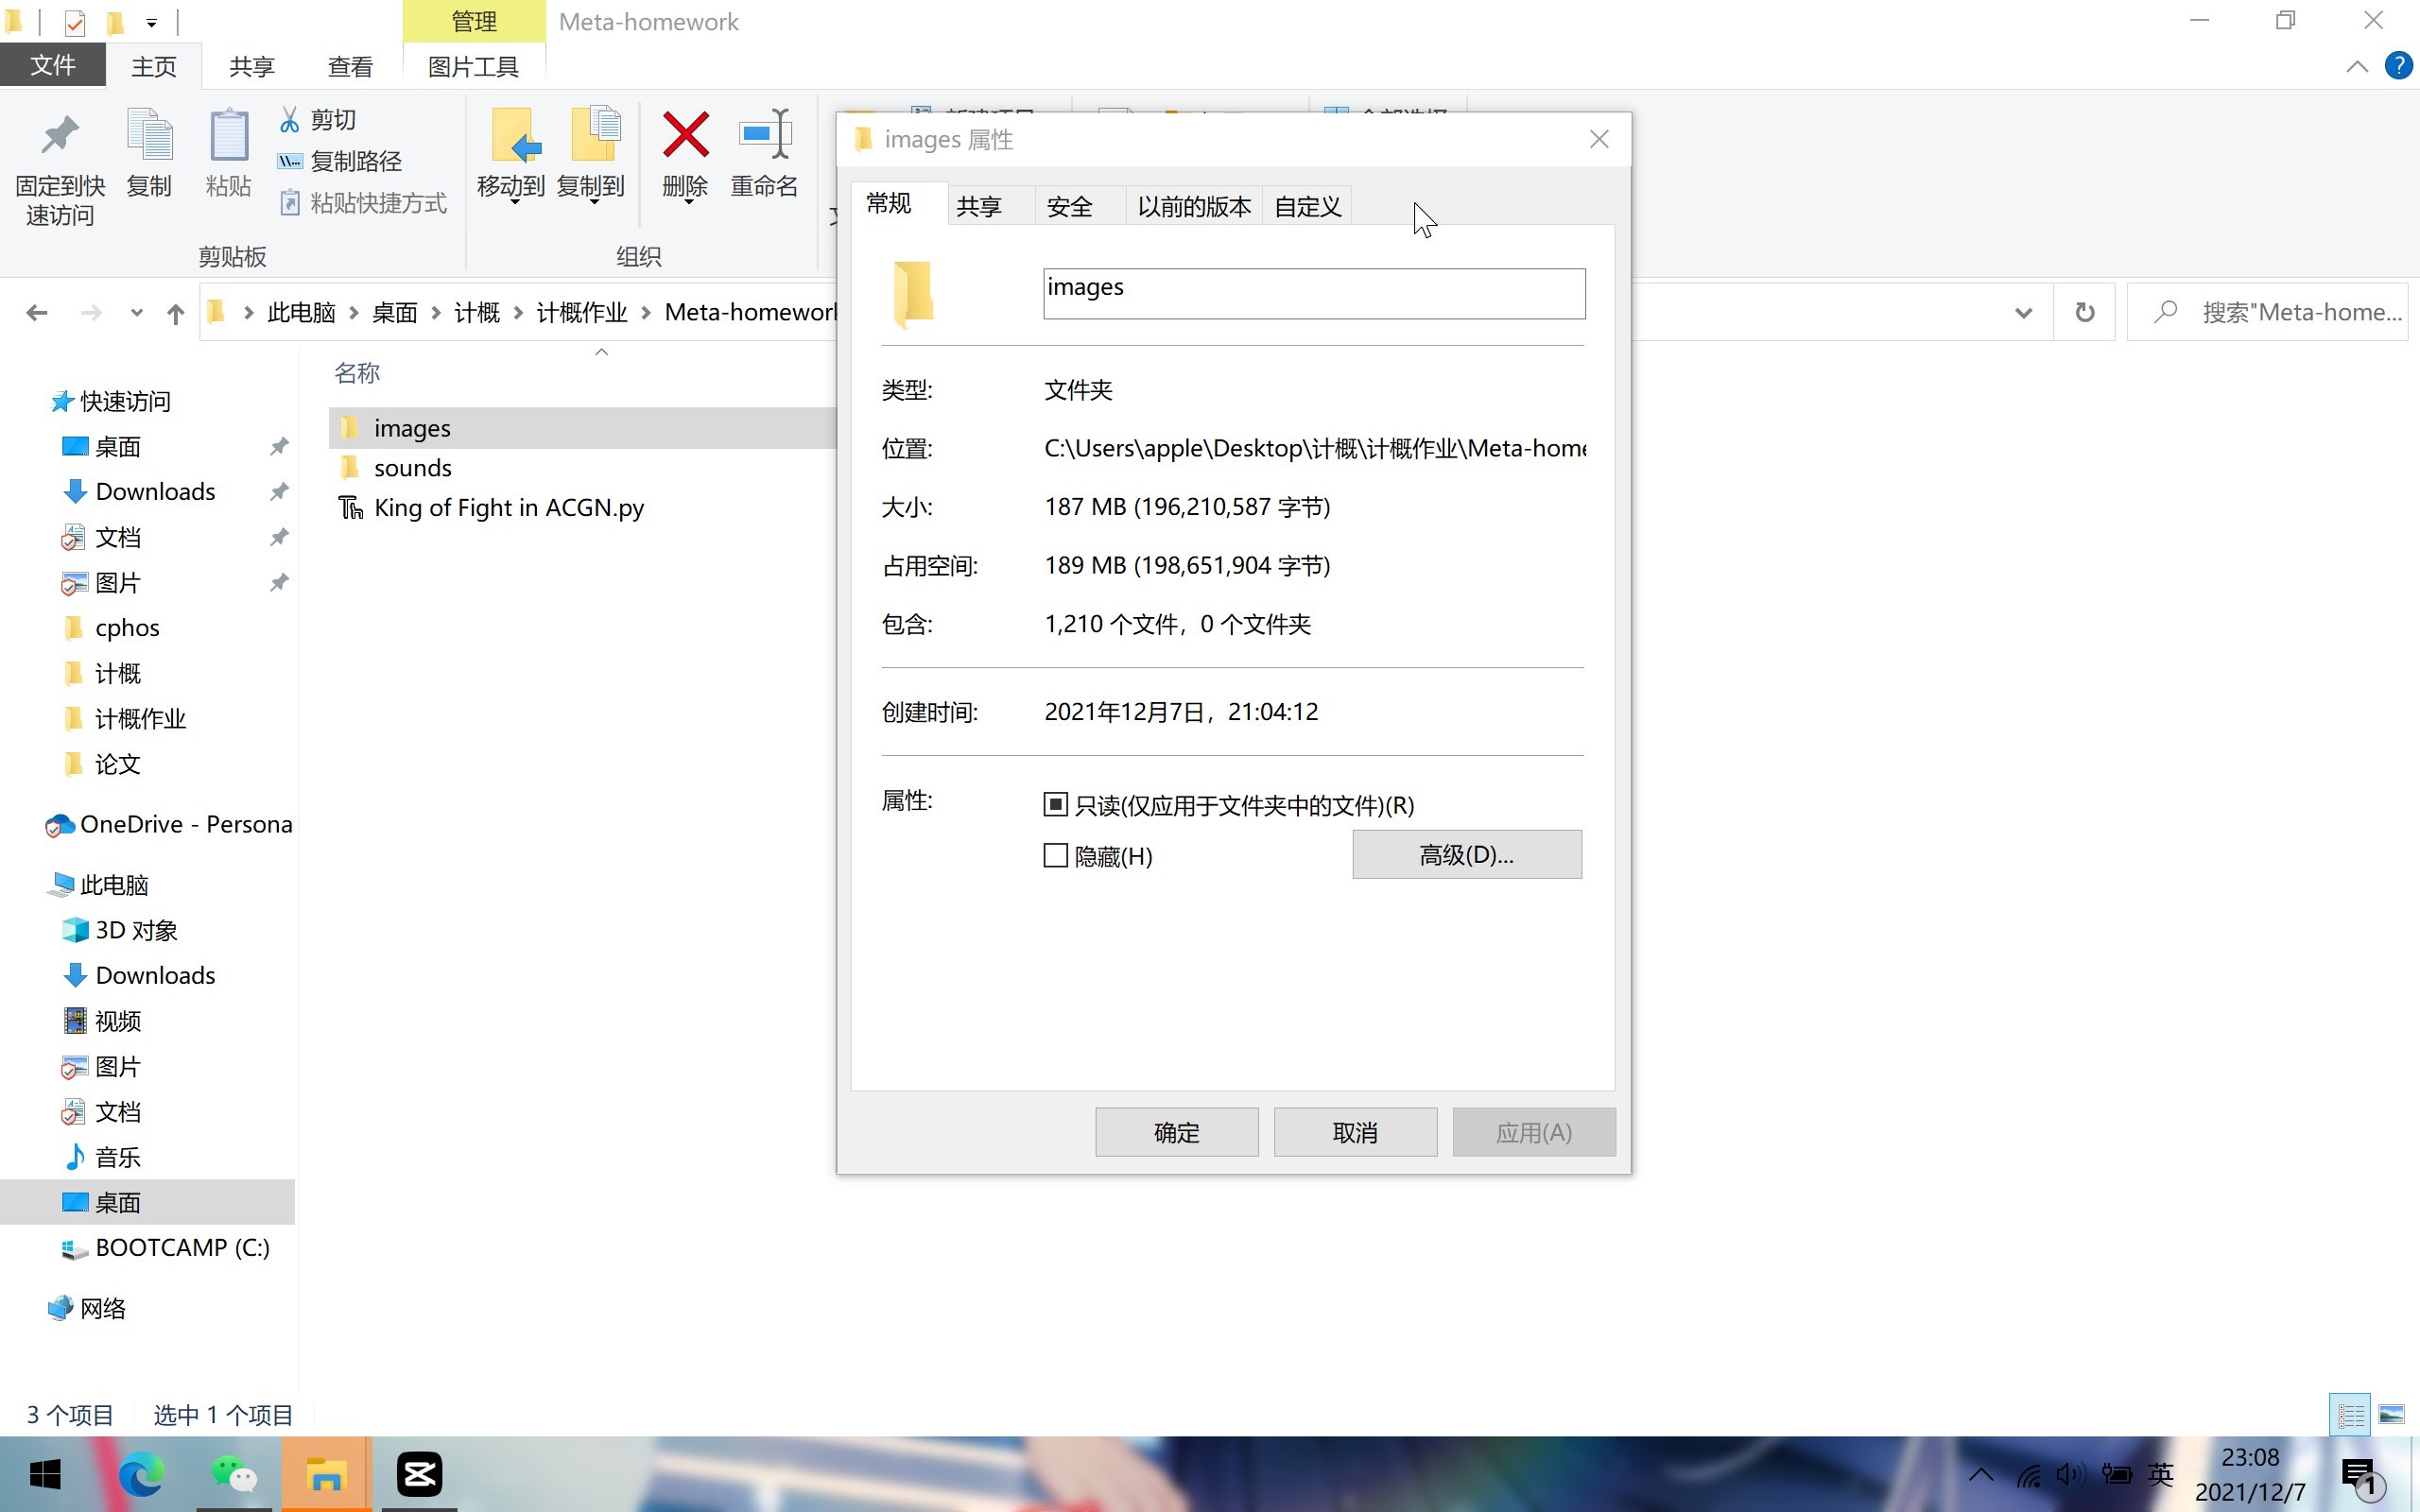 管理
Meta-homework
文件
主页
共享
查看
图片工具
固定到快
速访问
复制
粘贴
剪切
复制路径
粘贴快捷方式
剪贴板
移动到
复制到
删除
重命名
组织
此电脑
桌面
计概
计概作业
Meta-homework
搜索"Meta-home...
名称
images
sounds
King of Fight in ACGN.py
快速访问
桌面
Downloads
文档
图片
cphos
计概
计概作业
论文
OneDrive - Persona
此电脑
3D 对象
Downloads
视频
图片
文档
音乐
桌面
BOOTCAMP (C:)
网络
images 属性
常规
共享
安全
以前的版本
自定义
images
类型:
文件夹
位置:
C:\Users\apple\Desktop\计概\计概作业\Meta-home
大小:
187 MB (196,210,587 字节)
占用空间:
189 MB (198,651,904 字节)
包含:
1,210 个文件，0 个文件夹
创建时间:
2021年12月7日，21:04:12
属性:
只读(仅应用于文件夹中的文件)(R)
隐藏(H)
高级(D)...
确定
取消
应用(A)
3 个项目
选中 1 个项目
英
23:08
2021/12/7
1